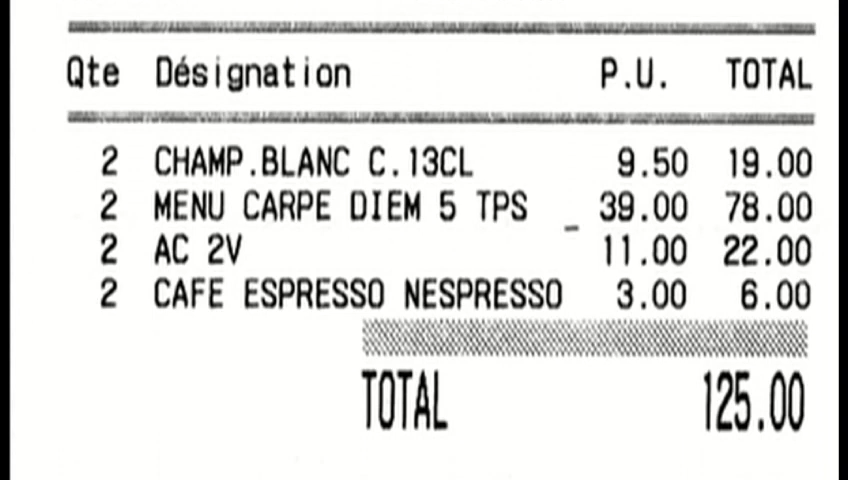 Qte Désignation P.U. TOTAL
2 CHAMP.BLANC C.13CL 9.50 19.00
2 MENU CARPE DIEM 5 TPS 39.00 78.00
2 AC 2V 11.00 22.00
2 CAFE ESPRESSO NESPRESSO 3.00 6.00
TOTAL 125.00